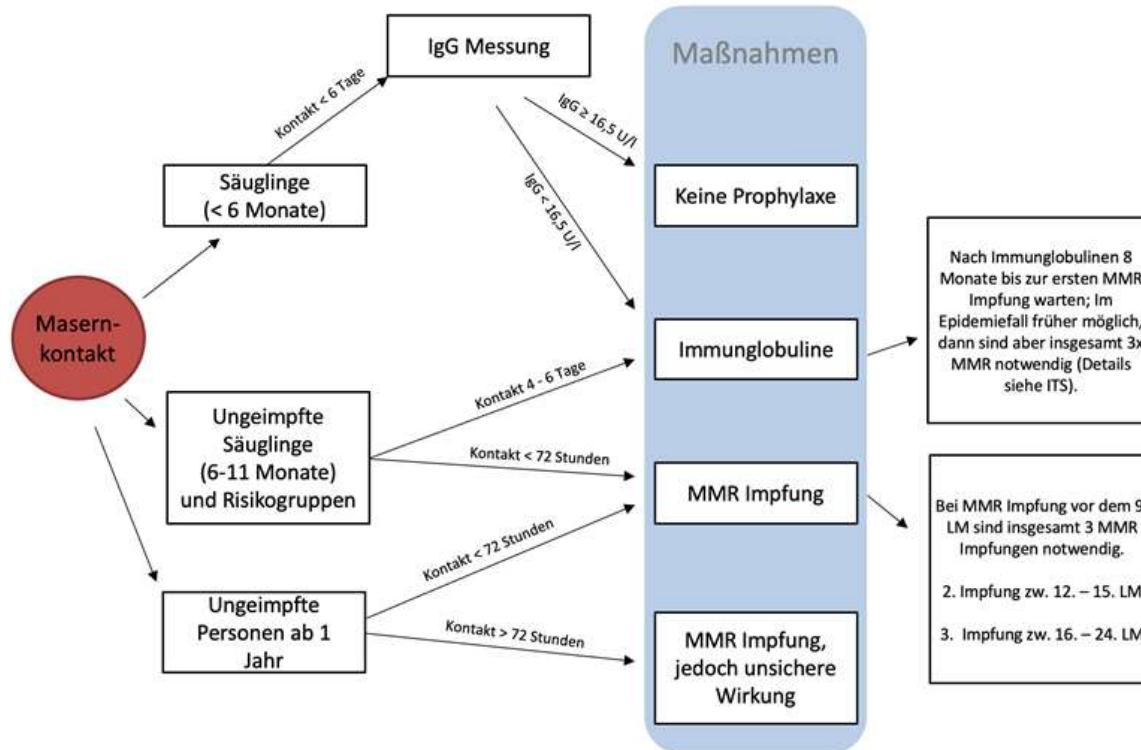 IgG Messung
Maßnahmen
Kontakt < 6 Tage
IgG ≥ 16,5 U/l
IgG < 16,5 U/l
Säuglinge
(< 6 Monate)
Keine Prophylaxe
Masern-
kontakt
Immunglobuline
Nach Immunglobulinen 8
Monate bis zur ersten MMR
Impfung warten; Im
Epidemiefall früher möglich,
dann sind aber insgesamt 3x
MMR notwendig (Details
siehe ITS).
Kontakt 4 - 6 Tage
Ungeimpfte
Säuglinge
(6-11 Monate)
und Risikogruppen
Kontakt < 72 Stunden
MMR Impfung
Bei MMR Impfung vor dem 9
LM sind insgesamt 3 MMR
Impfungen notwendig.
2. Impfung zw. 12. – 15. LM
3. Impfung zw. 16. – 24. LM
Kontakt < 72 Stunden
Ungeimpfte
Personen ab 1
Jahr
Kontakt > 72 Stunden
MMR Impfung,
jedoch unsichere
Wirkung